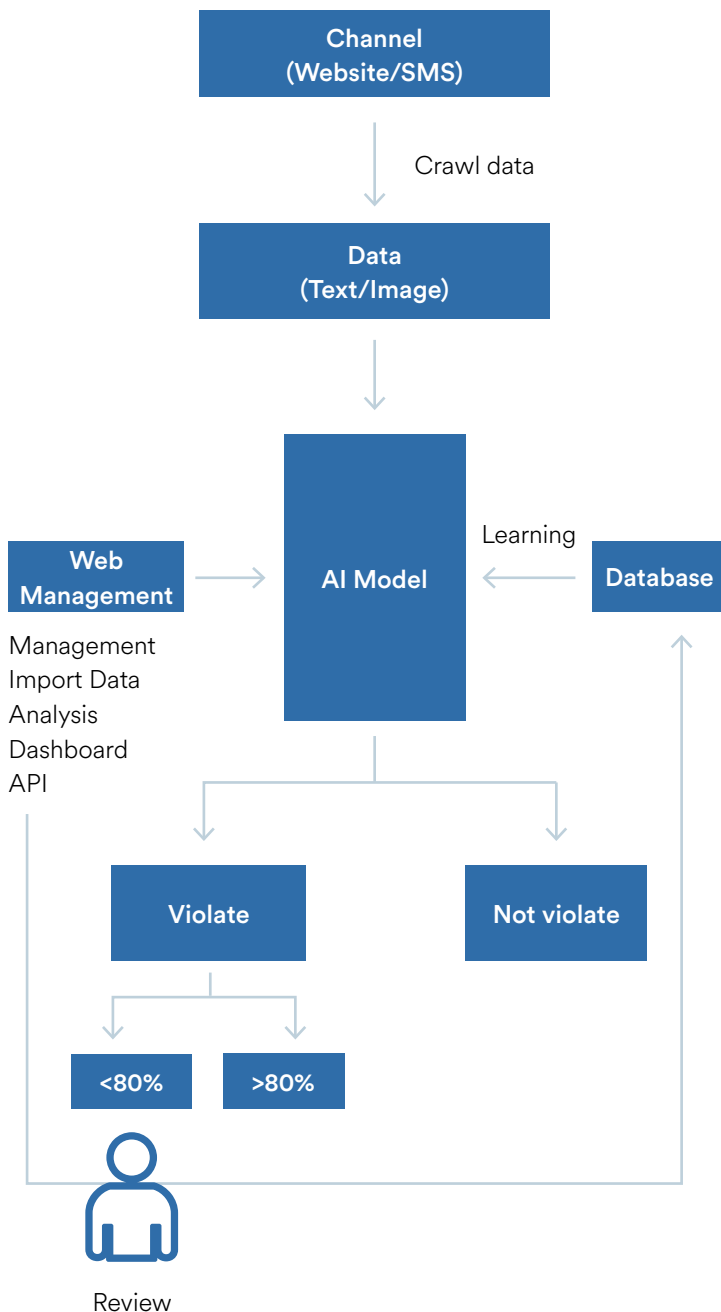 Channel
(Website/SMS)
Crawl data
Data
(Text/Image)
Learning
Web
Management
AI Model
Database
Management
Import Data
Analysis
Dashboard
API
Violate
Not violate
<80%
>80%
Review